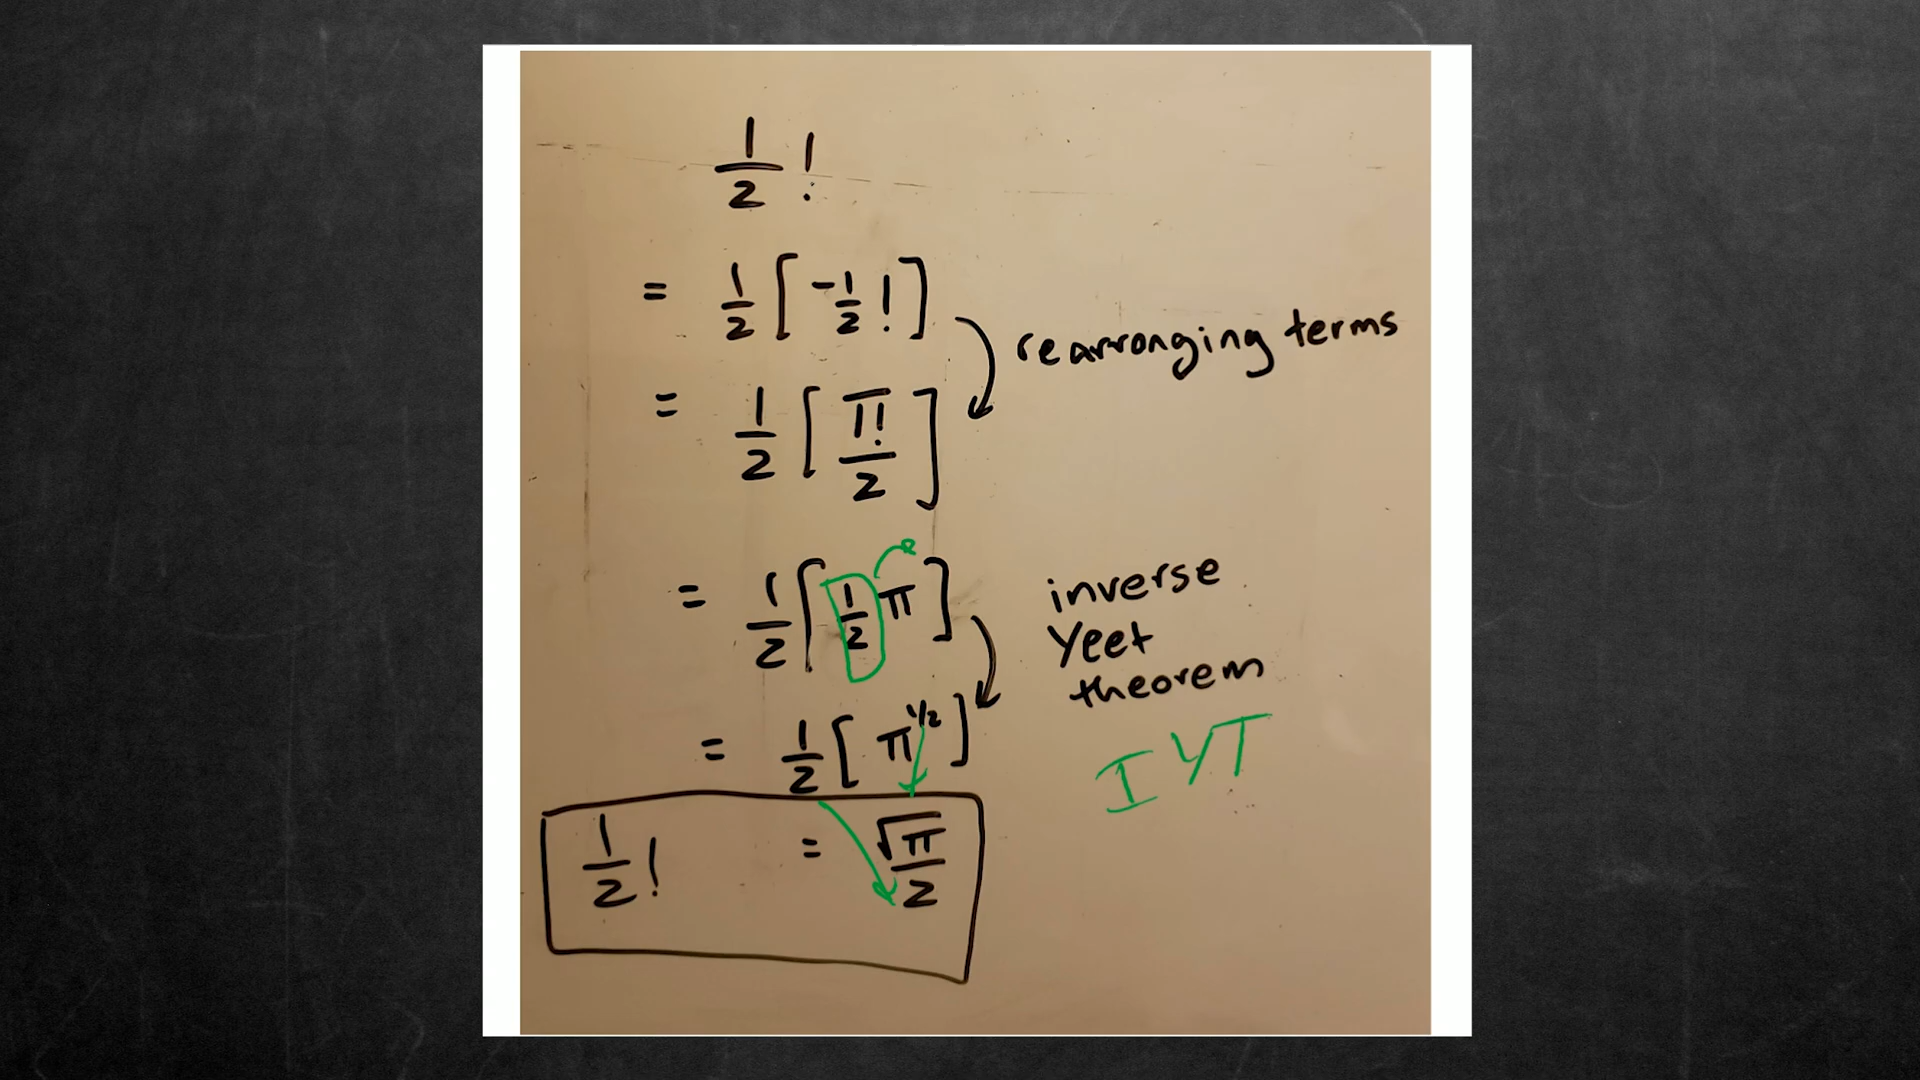 1/2 !
= 1/2 [ -1/2 ! ]
rearranging terms
= 1/2 [ π!/2 ]
= 1/2 [ 1/2 π ]
inverse
yeet
theorem
= 1/2 [ π^1/2 ]
IYT
1/2 ! = √π/2